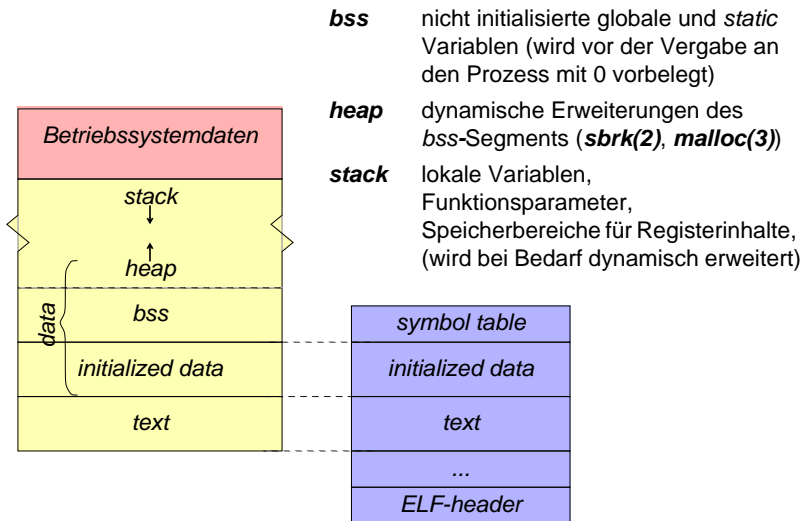 bss nicht initialisierte globale und static
Variablen (wird vor der Vergabe an
den Prozess mit 0 vorbelegt)
heap dynamische Erweiterungen des
bss-Segments (sbrk(2), malloc(3))
stack lokale Variablen,
Funktionsparameter,
Speicherbereiche für Registerinhalte,
(wird bei Bedarf dynamisch erweitert)
Betriebssystemdaten
stack
heap
data
bss
initialized data
text
symbol table
initialized data
text
...
ELF-header